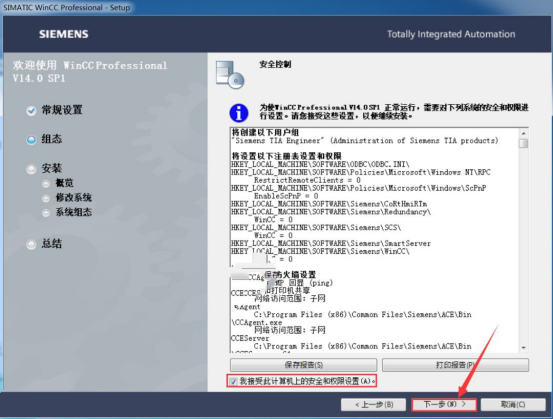 SIMATIC WinCC Professional - Setup
SIEMENS
Totally Integrated Automation
欢迎使用 WinCC Professional
V14.0 SP1
常规设置
组态
安装
概览
修改系统
系统组态
总结
安全控制
为使WinCC Professional V14.0 SP1 正常运行，需要对下列系统的安全和权限进
行设置。请您接受这些设置，以便继续安装。
将创建以下用户组
"Siemens TIA Engineer" (Administration of Siemens TIA products)
将设置以下注册表设置和权限
HKEY_LOCAL_MACHINE\SOFTWARE\ODBC\ODBC.INI\
HKEY_LOCAL_MACHINE\SOFTWARE\Policies\Microsoft\Windows NT\RPC
RestrictRemoteClients = 0
HKEY_LOCAL_MACHINE\SOFTWARE\Policies\Microsoft\Windows\ScPnP
EnableScPnP = 0
HKEY_LOCAL_MACHINE\SOFTWARE\Siemens\CoRtHmiRTm
HKEY_LOCAL_MACHINE\SOFTWARE\Siemens\Redundancy\
WinCC = 0
HKEY_LOCAL_MACHINE\SOFTWARE\Siemens\SCS\
WinCC = 0
HKEY_LOCAL_MACHINE\SOFTWARE\Siemens\SmartServer
HKEY_LOCAL_MACHINE\SOFTWARE\Siemens\WinCC\
= 0
防火墙设置
回显 (ping)
打印机共享
网络访问范围: 子网
Agent
C:\Program Files (x86)\Common Files\Siemens\ACE\Bin
\CCAgent.exe
网络访问范围: 子网
CCEServer
C:\Program Files (x86)\Common Files\Siemens\ACE\Bin
保存报告(S)
打印报告(P)
我接受此计算机上的安全和权限设置(A)。
< 上一步(B)
下一步(N) >
取消(C)